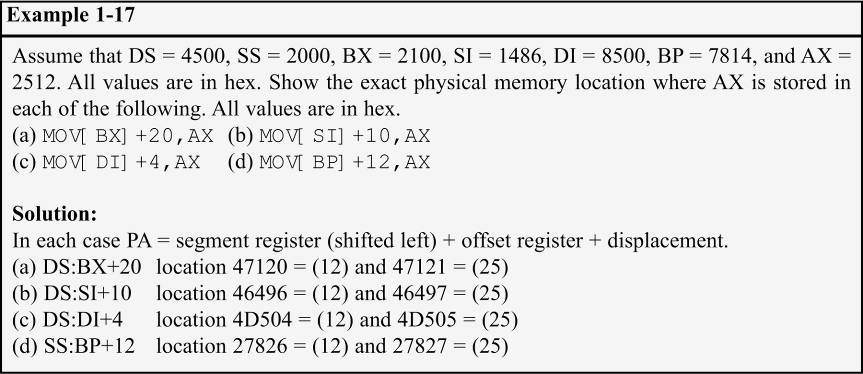 Example 1-17
Assume that DS = 4500, SS = 2000, BX = 2100, SI = 1486, DI = 8500, BP = 7814, and AX =
2512. All values are in hex. Show the exact physical memory location where AX is stored in
each of the following. All values are in hex.
(a) MOV[ BX] +20,AX (b) MOV[ SI] +10,AX
(c) MOV[ DI] +4,AX (d) MOV[ BP] +12,AX
Solution:
In each case PA = segment register (shifted left) + offset register + displacement.
(a) DS:BX+20 location 47120 = (12) and 47121 = (25)
(b) DS:SI+10 location 46496 = (12) and 46497 = (25)
(c) DS:DI+4 location 4D504 = (12) and 4D505 = (25)
(d) SS:BP+12 location 27826 = (12) and 27827 = (25)